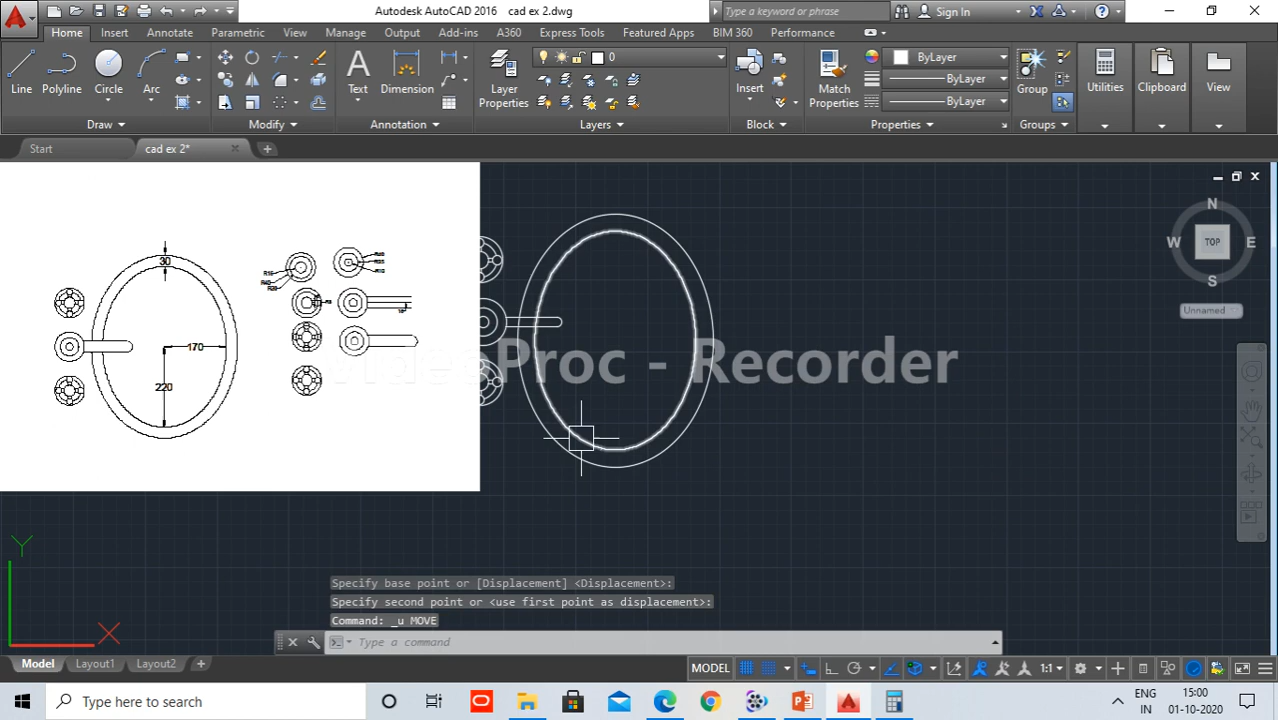 Autodesk AutoCAD 2016 cad ex 2.dwg
Type a keyword or phrase
Sign In
Home Insert Annotate Parametric View Manage Output Add-ins A360 Express Tools Featured Apps BIM 360 Performance
0
ByLayer
ByLayer
ByLayer
Line Polyline Circle Arc
Text Dimension
Layer Properties
Insert
Match Properties
Group
Utilities Clipboard View
Draw Modify Annotation Layers Block Properties Groups
Start cad ex 2*
N
W TOP E
S
Unnamed
30
170
220
R15
R40
VideoProc - Recorder
Specify base point or [Displacement] <Displacement>:
Specify second point or <use first point as displacement>:
Command: _u MOVE
Type a command
Y
X
Model Layout1 Layout2
MODEL 1:1
Type here to search
ENG
IN
15:00
01-10-2020